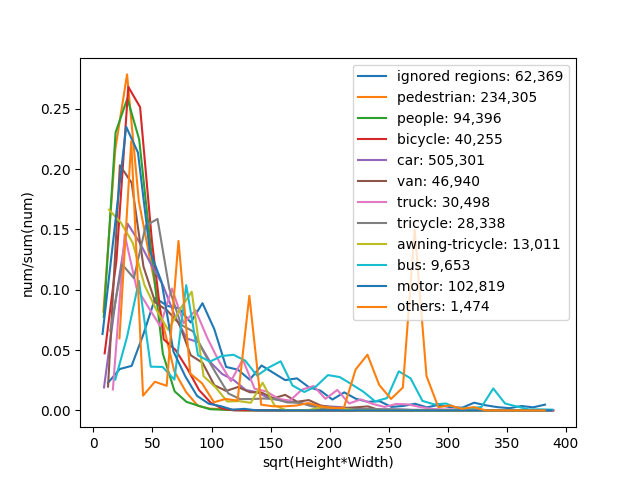 ignored regions: 62,369
pedestrian: 234,305
people: 94,396
bicycle: 40,255
car: 505,301
van: 46,940
truck: 30,498
tricycle: 28,338
awning-tricycle: 13,011
bus: 9,653
motor: 102,819
others: 1,474
num/sum(num)
0.25
0.20
0.15
0.10
0.05
0.00
0 50 100 150 200 250 300 350 400
sqrt(Height*Width)